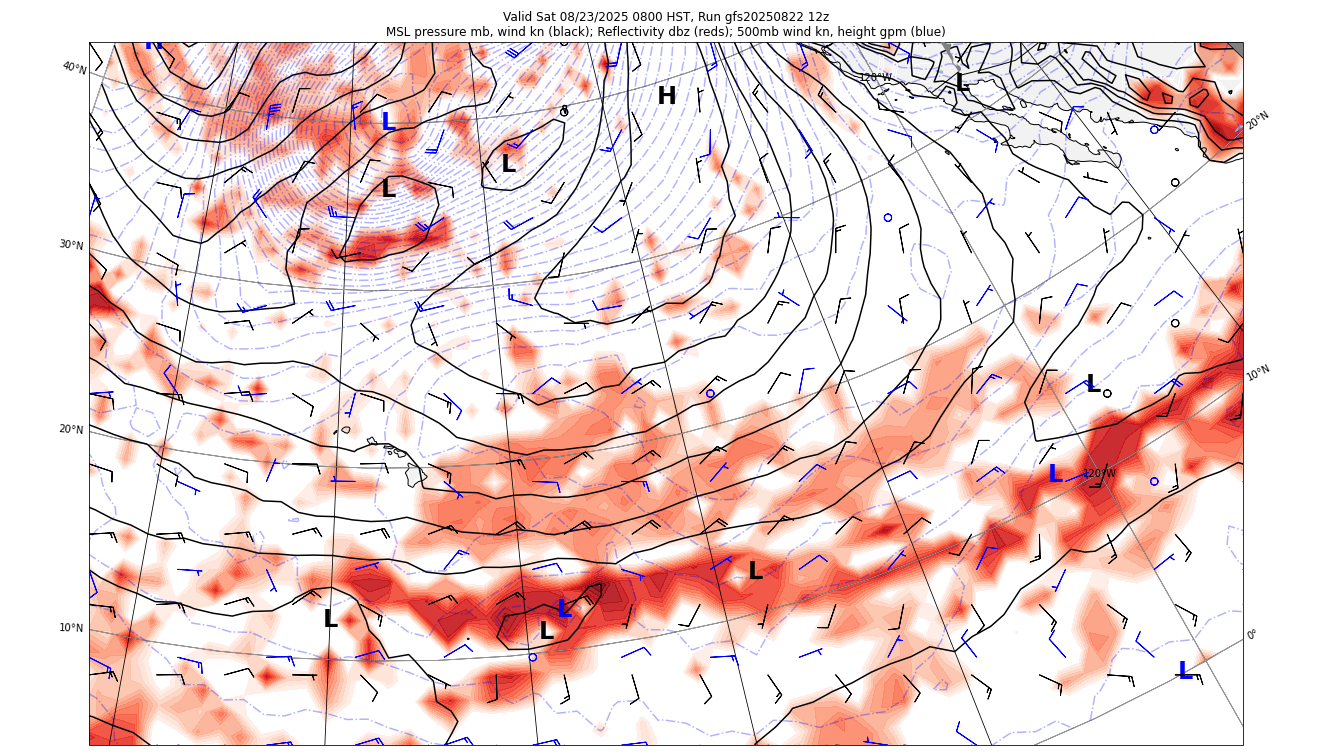 Valid Sat 08/23/2025 0800 HST, Run gfs20250822 12z
MSL pressure mb, wind kn (black); Reflectivity dbz (reds); 500mb wind kn, height gpm (blue)
H
40°N
120°W
L
H
L
20°N
L
L
30°N
10°N
L
20°N
L
120°W
L
L
L
10°N
L
0°
L